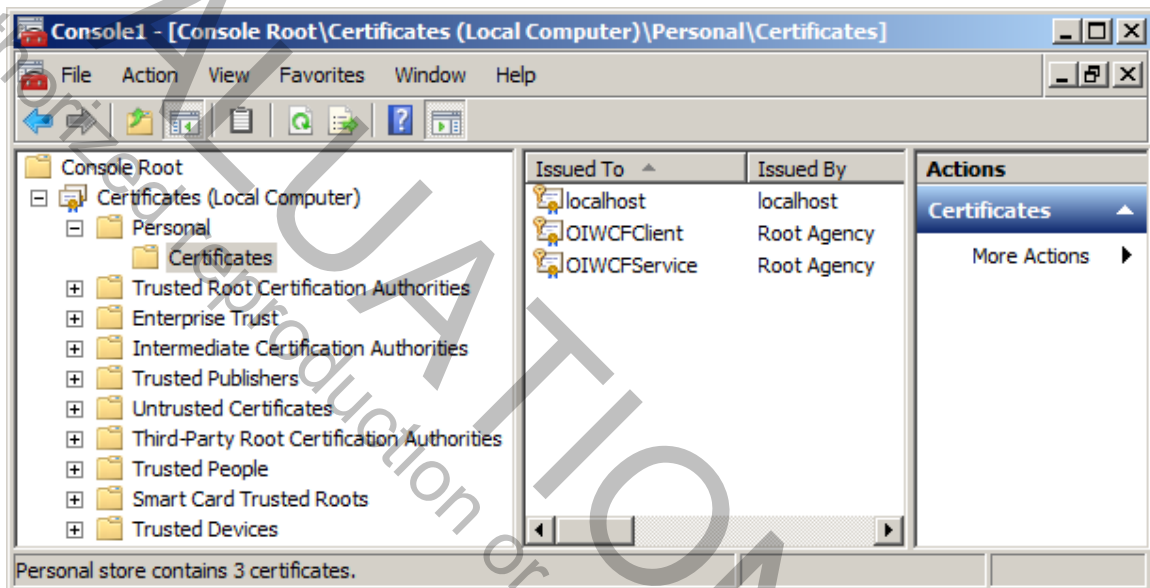 Console1 - [Console Root\Certificates (Local Computer)\Personal\Certificates]
File Action View Favorites Window Help
Console Root
Certificates (Local Computer)
Personal
Certificates
Trusted Root Certification Authorities
Enterprise Trust
Intermediate Certification Authorities
Trusted Publishers
Untrusted Certificates
Third-Party Root Certification Authorities
Trusted People
Smart Card Trusted Roots
Trusted Devices
Issued To Issued By
localhost localhost
OIWCFClient Root Agency
OIWCFService Root Agency
Actions
Certificates
More Actions
Personal store contains 3 certificates.
ALUATION
reproduction or